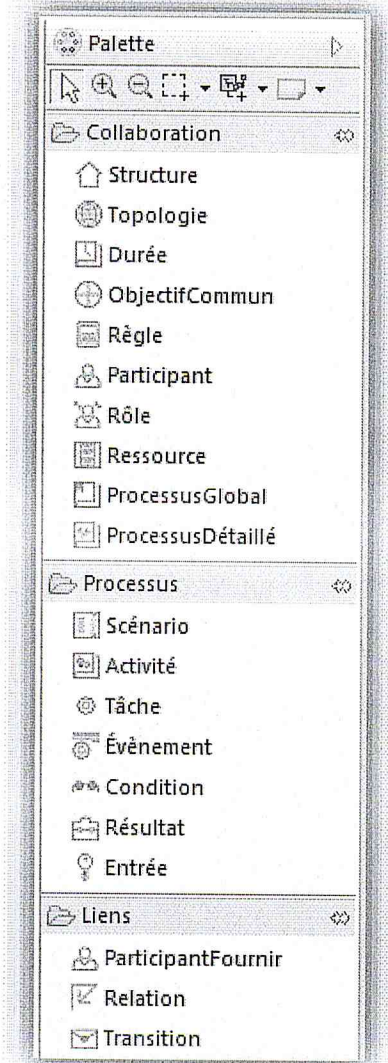 Palette
Collaboration
Structure
Topologie
Durée
ObjectifCommun
Règle
Participant
Rôle
Ressource
ProcessusGlobal
ProcessusDétaillé
Processus
Scénario
Activité
Tâche
Évènement
Condition
Résultat
Entrée
Liens
ParticipantFournir
Relation
Transition